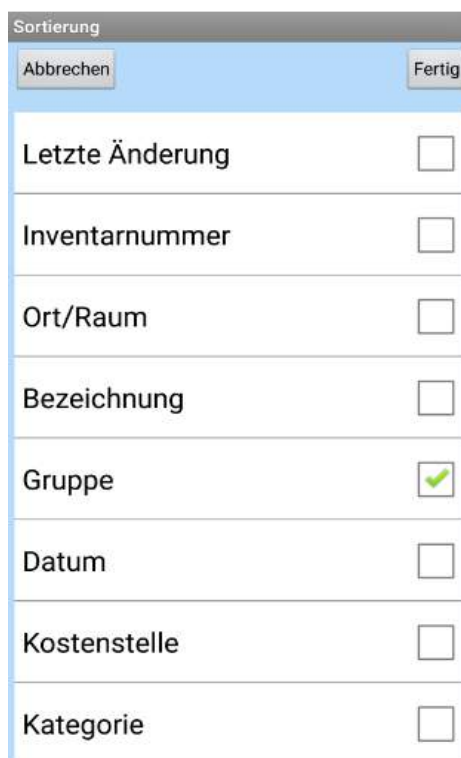 Sortierung
Abbrechen Fertig
Letzte Änderung
Inventarnummer
Ort/Raum
Bezeichnung
Gruppe
Datum
Kostenstelle
Kategorie